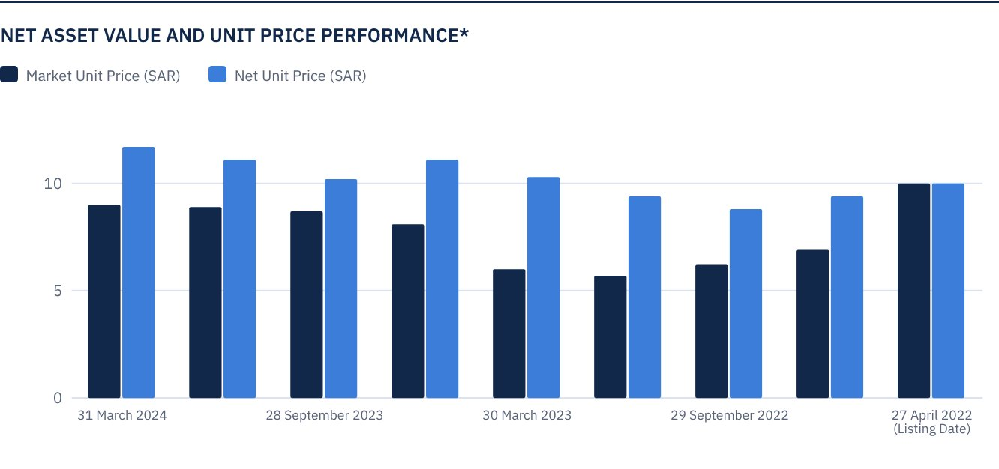 NET ASSET VALUE AND UNIT PRICE PERFORMANCE*
Market Unit Price (SAR) Net Unit Price (SAR)
10
5
0
31 March 2024 28 September 2023 30 March 2023 29 September 2022 27 April 2022
(Listing Date)